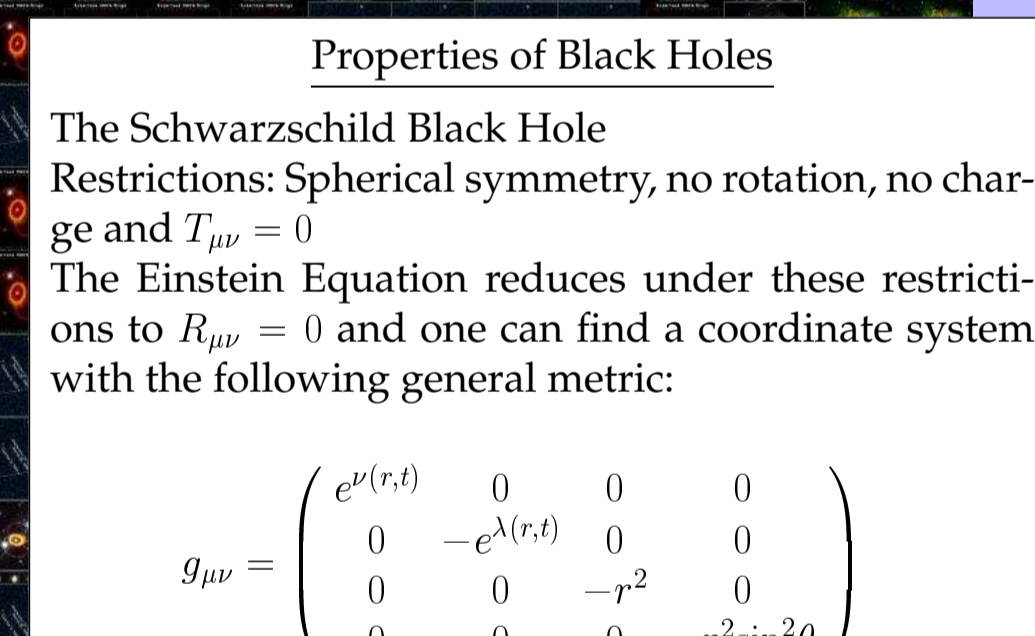 Properties of Black Holes
The Schwarzschild Black Hole
Restrictions: Spherical symmetry, no rotation, no char-
ge and T_{μν} = 0
The Einstein Equation reduces under these restricti-
ons to R_{μν} = 0 and one can find a coordinate system
with the following general metric:
e^{ν(r,t)} 0 0 0
0 −e^{λ(r,t)} 0 0
g_{μν} =
0 0 −r^2 0